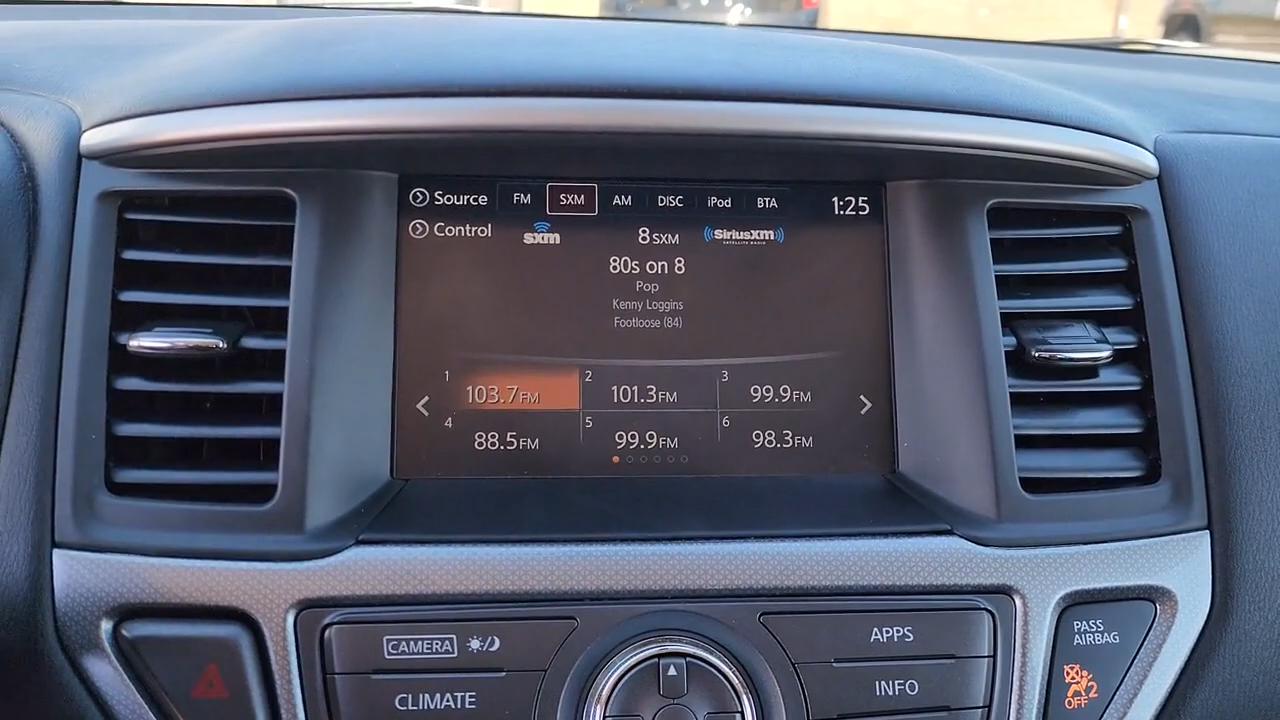 Source FM SXM AM DISC iPod BTA 1:25
Control sxm 8 SXM ((SiriusXM))
SATELLITE RADIO
80s on 8
Pop
Kenny Loggins
Footloose (84)
1 103.7FM 2 101.3FM 3 99.9FM
4 88.5FM 5 99.9FM 6 98.3FM
CAMERA
CLIMATE
APPS
INFO
PASS
AIRBAG
2
OFF